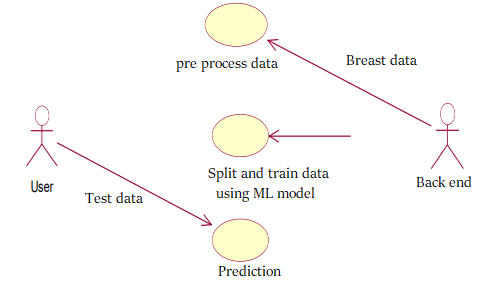 Breast data
pre process data
Split and train data
using ML model
Back end
User
Test data
Prediction